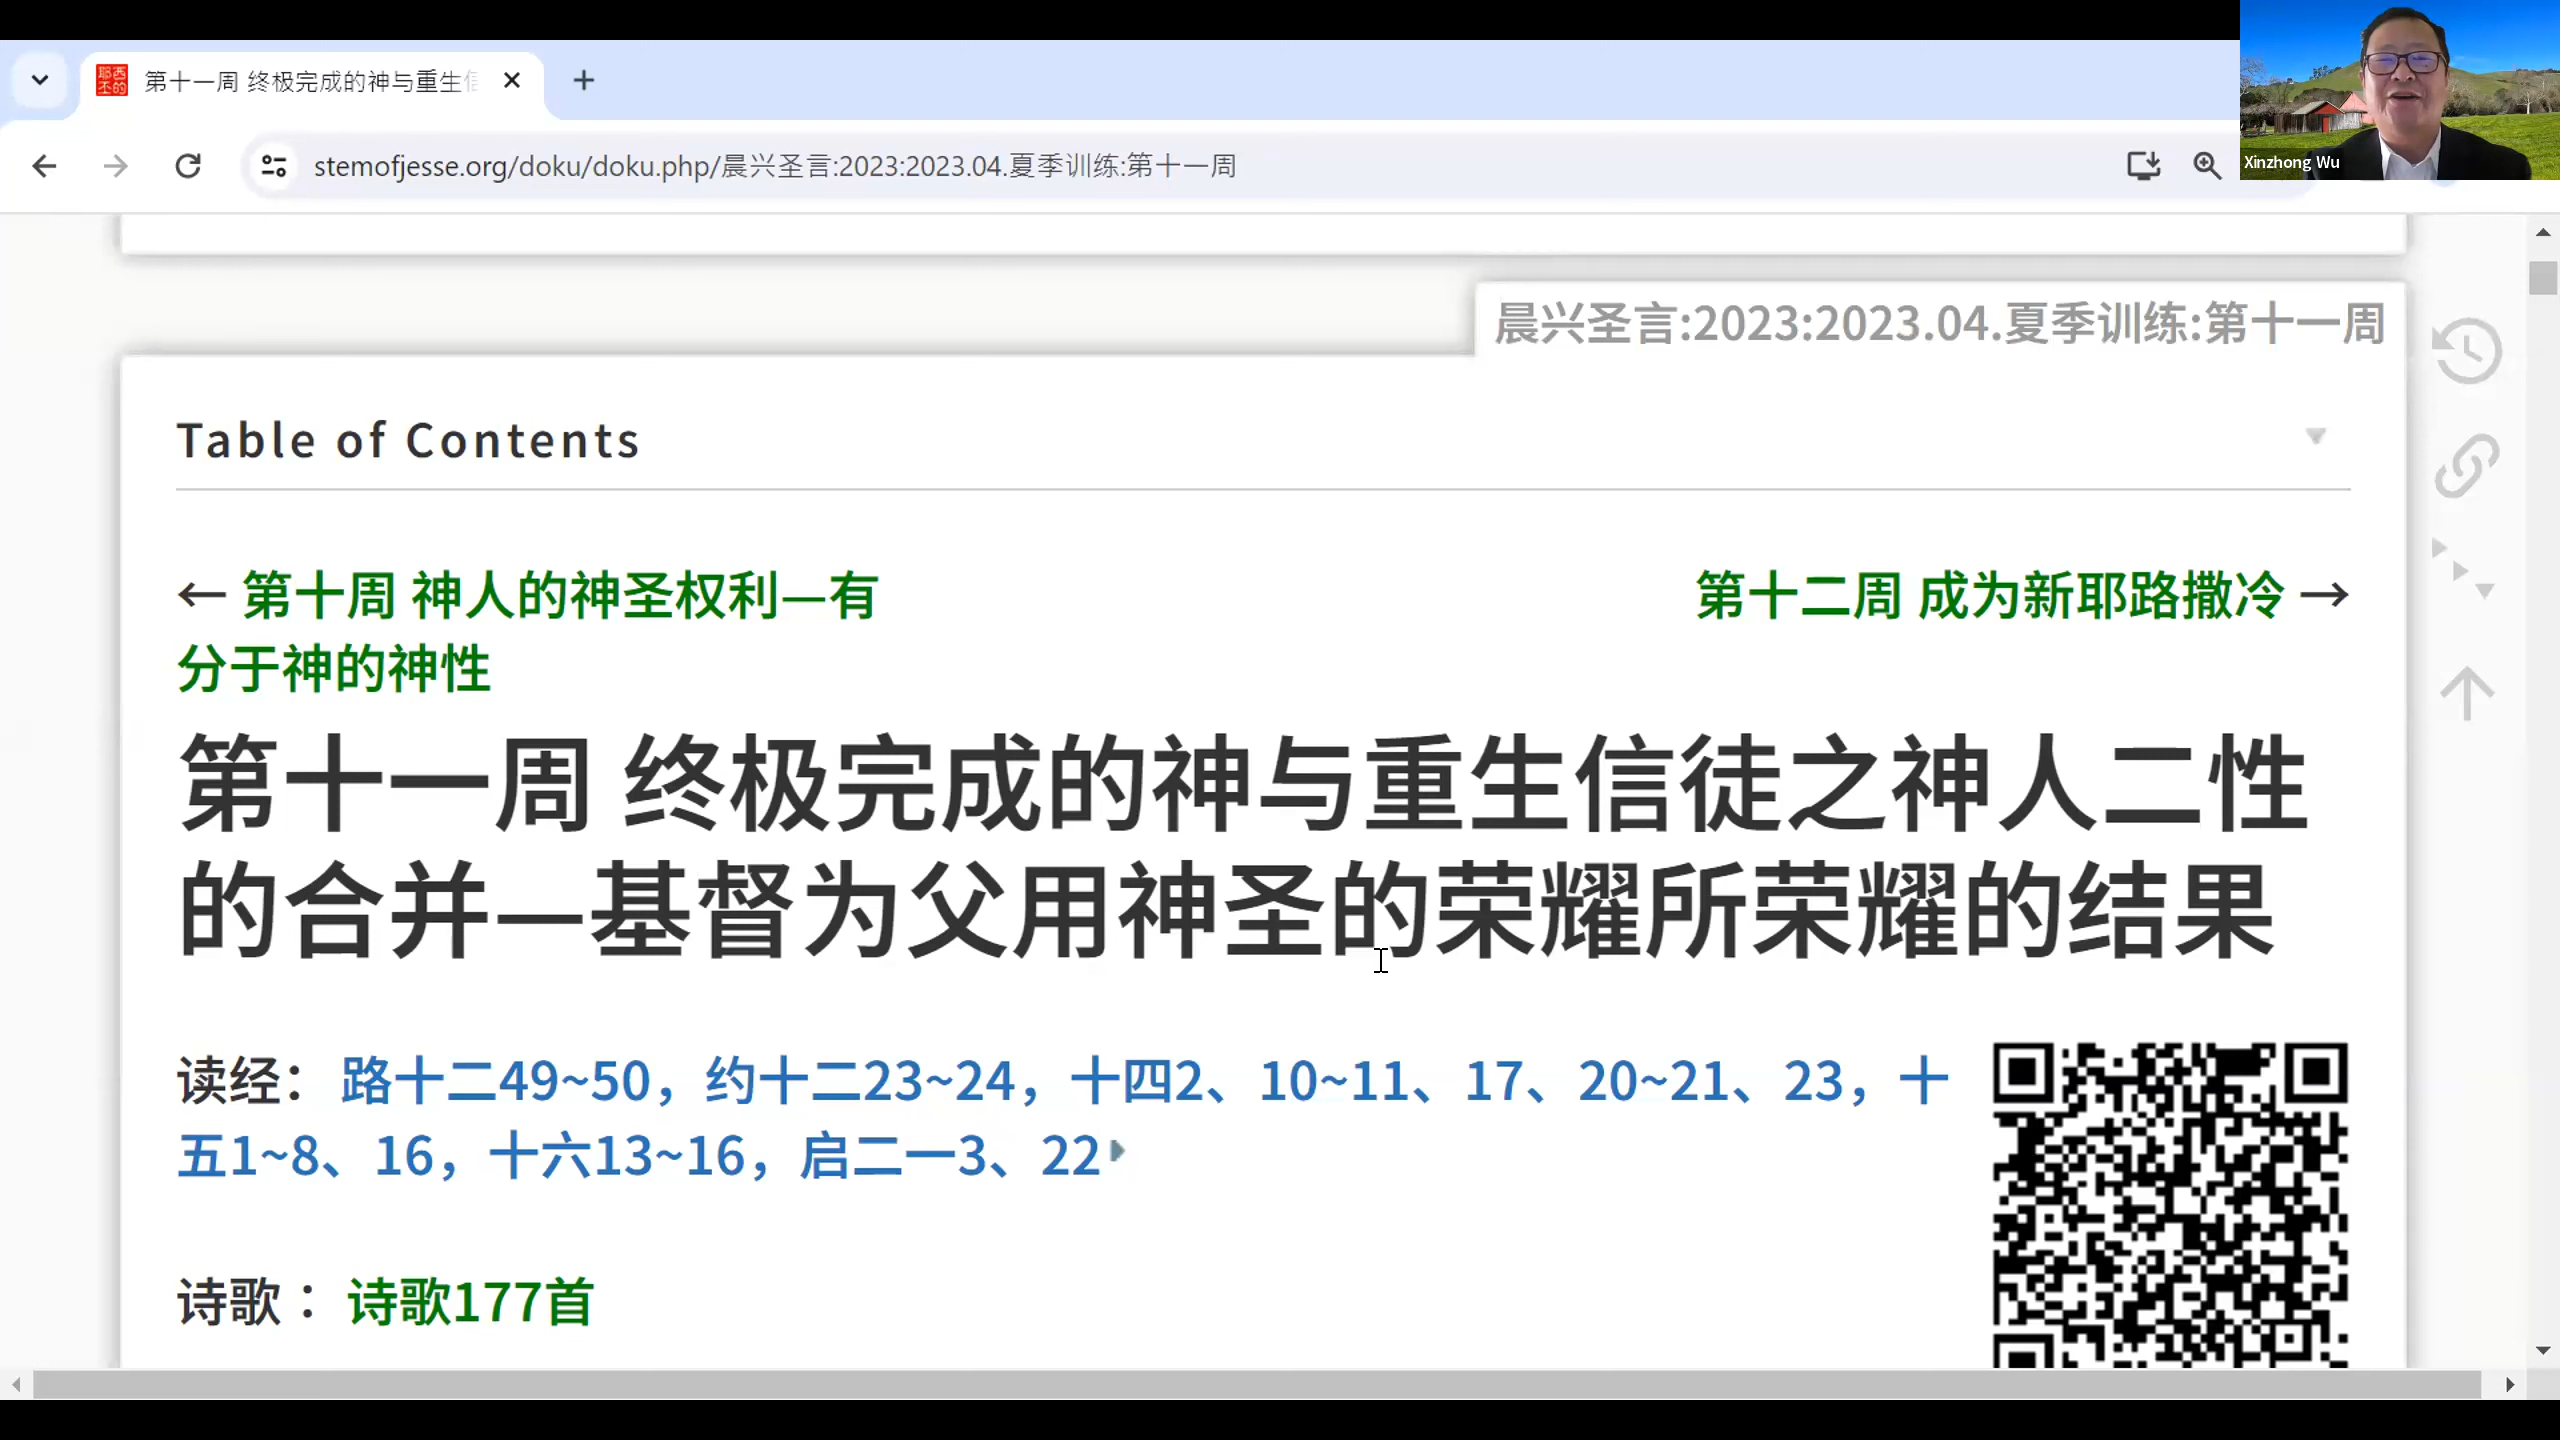 第十一周 终极完成的神与重生
stemofjesse.org/doku/doku.php/晨兴圣言:2023:2023.04.夏季训练:第十一周
Xinzhong Wu
晨兴圣言:2023:2023.04.夏季训练:第十一周
Table of Contents
← 第十周 神人的神圣权利—有
分于神的神性
第十二周 成为新耶路撒冷 →
第十一周 终极完成的神与重生信徒之神人二性
的合并—基督为父用神圣的荣耀所荣耀的结果
读经：路十二49~50，约十二23~24，十四2、10~11、17、20~21、23，十
五1~8、16，十六13~16，启二一3、22
诗歌：诗歌177首